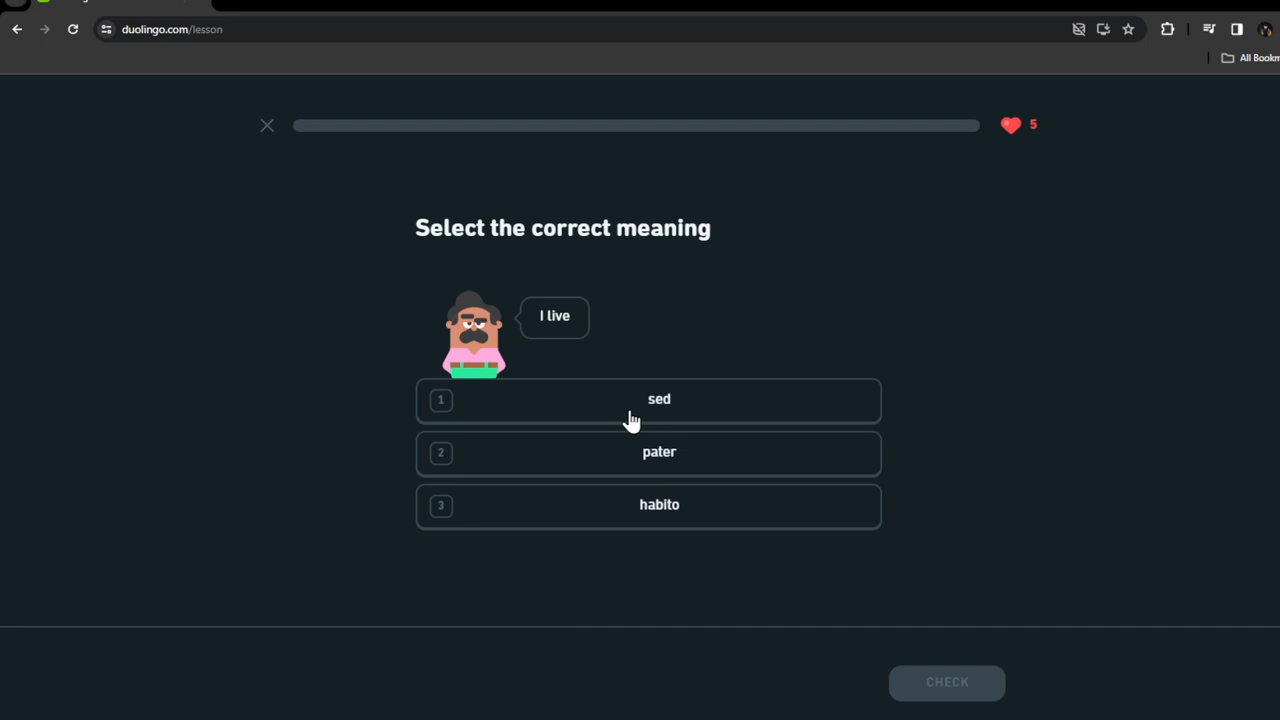 duolingo.com/lesson
All Bookm
5
Select the correct meaning
I live
1 sed
2 pater
3 habito
CHECK